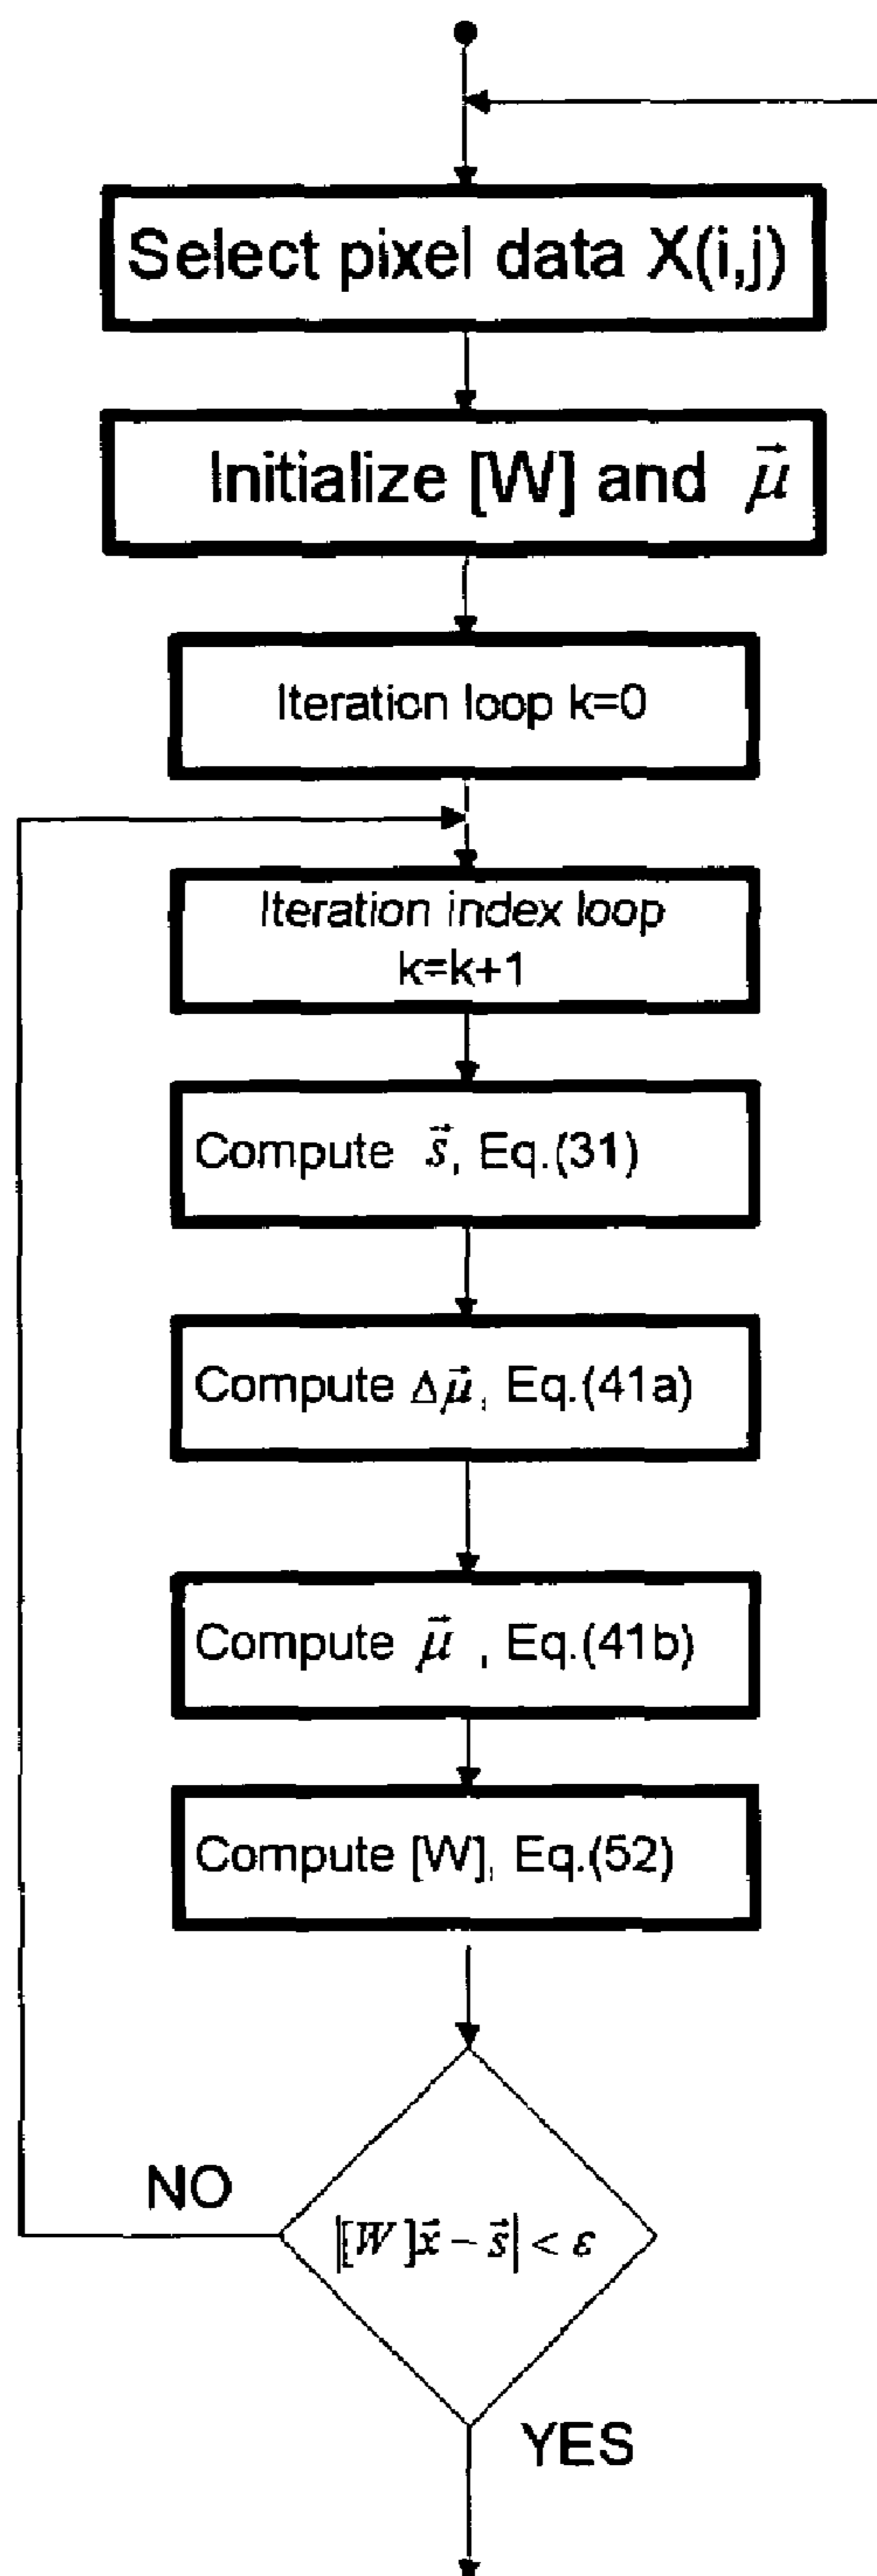 Select pixel data X(i,j)
Initialize [W] and μ⃗
Iteration loop k=0
Iteration index loop
k=k+1
Compute s⃗, Eq.(31)
Compute Δμ⃗, Eq.(41a)
Compute μ⃗ , Eq.(41b)
Compute [W], Eq.(52)
NO
|[W]x⃗ − s⃗| < ε
YES